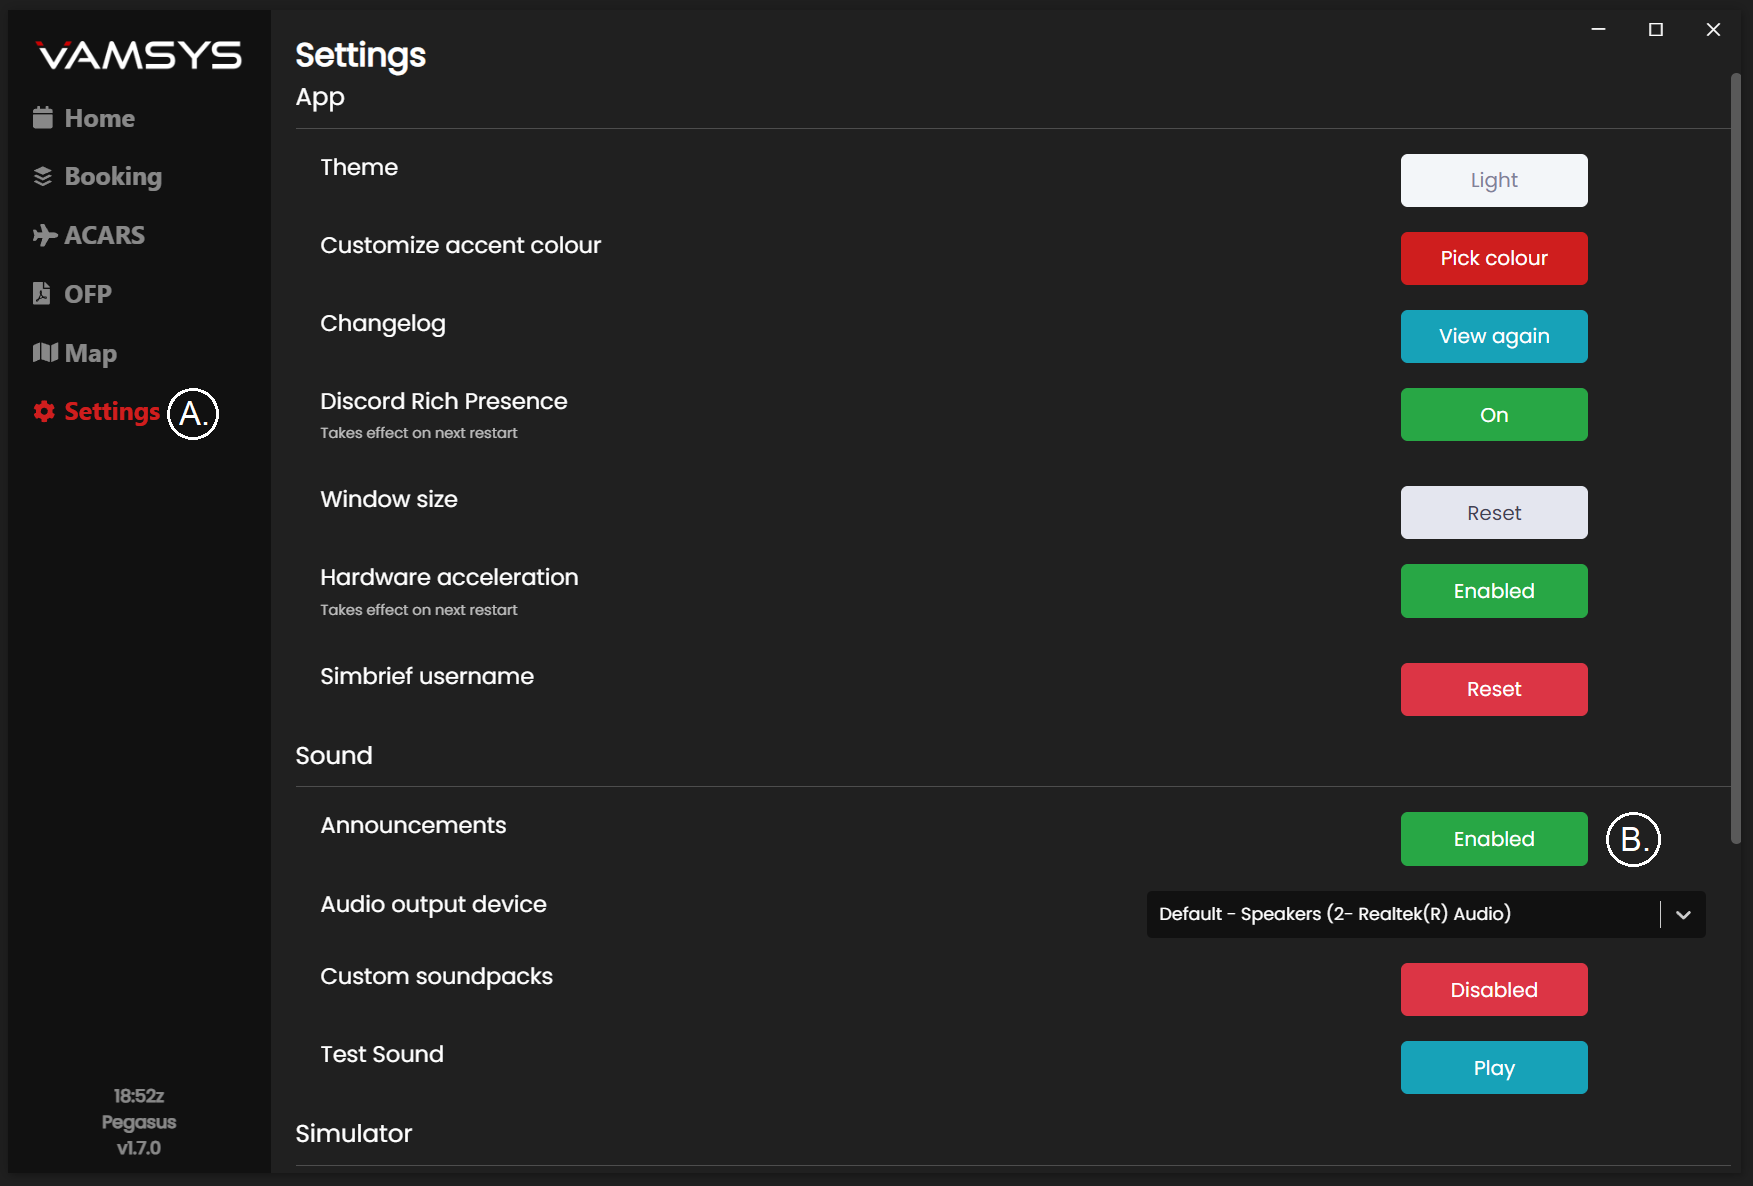 VAMSYS
Home
Booking
ACARS
OFP
Map
Settings A.
18:52z
Pegasus
v1.7.0
Settings
App
Theme
Light
Customize accent colour
Pick colour
Changelog
View again
Discord Rich Presence
Takes effect on next restart
On
Window size
Reset
Hardware acceleration
Takes effect on next restart
Enabled
Simbrief username
Reset
Sound
Announcements
Enabled B.
Audio output device
Default - Speakers (2- Realtek(R) Audio)
Custom soundpacks
Disabled
Test Sound
Play
Simulator